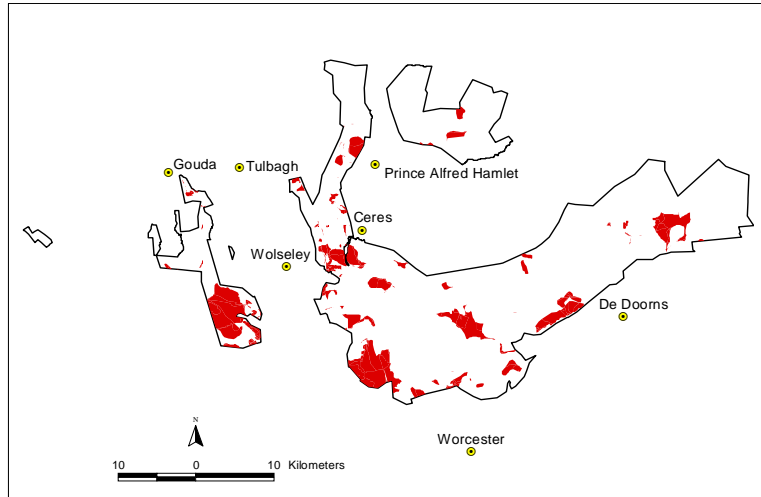 Gouda
Tulbagh
Prince Alfred Hamlet
Ceres
Wolseley
De Doorns
Worcester
N
10 0 10 Kilometers